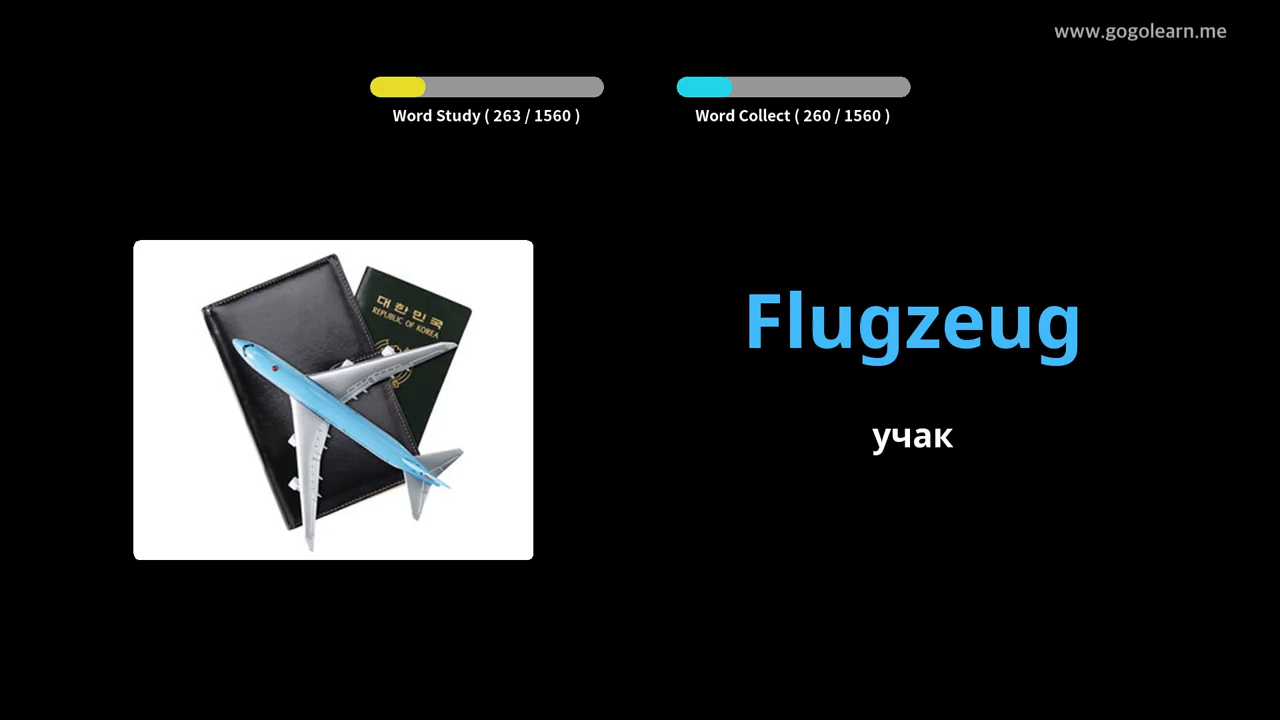 www.gogolearn.me
Word Study ( 263 / 1560 )
Word Collect ( 260 / 1560 )
대한민국
REPUBLIC OF KOREA
Flugzeug
учак